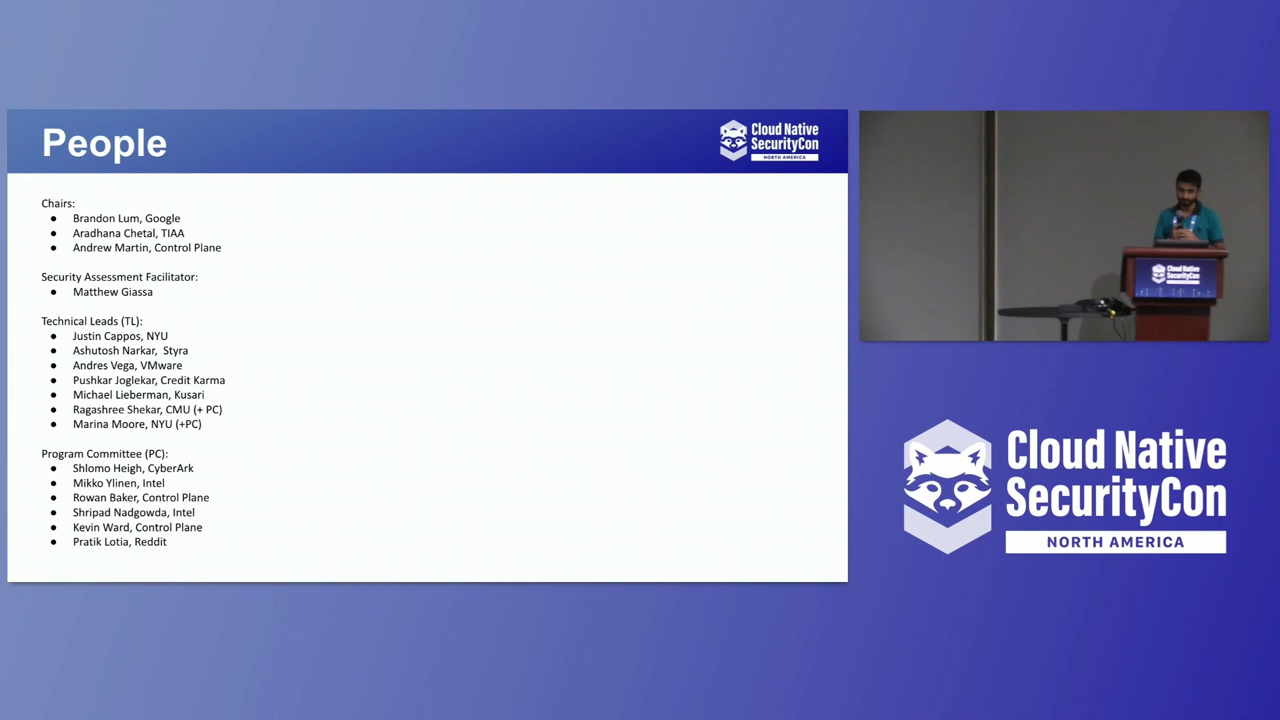 People
Cloud Native
SecurityCon
NORTH AMERICA
Chairs:
● Brandon Lum, Google
● Aradhana Chetal, TIAA
● Andrew Martin, Control Plane
Security Assessment Facilitator:
● Matthew Giassa
Technical Leads (TL):
● Justin Cappos, NYU
● Ashutosh Narkar, Styra
● Andres Vega, VMware
● Pushkar Joglekar, Credit Karma
● Michael Lieberman, Kusari
● Ragashree Shekar, CMU (+ PC)
● Marina Moore, NYU (+PC)
Program Committee (PC):
● Shlomo Heigh, CyberArk
● Mikko Ylinen, Intel
● Rowan Baker, Control Plane
● Shripad Nadgowda, Intel
● Kevin Ward, Control Plane
● Pratik Lotia, Reddit
Cloud Native
SecurityCon
Cloud Native
SecurityCon
NORTH AMERICA